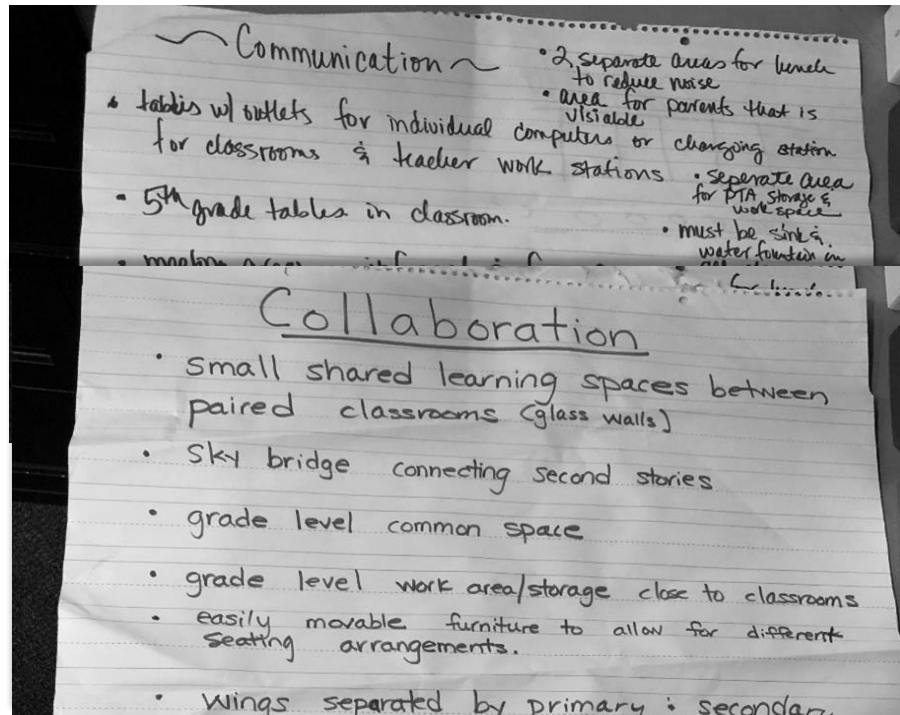 ~ Communication ~
• tables w/ outlets for individual computers or changing station
for classrooms & teacher work stations
• 5th grade tables in classroom.
• 2 separate areas for lunch
to reduce noise
• area for parents that is
visiable
• seperate area
for PTA Storage &
work space
• must be sink &
water fountain in
Collaboration
• small shared learning spaces between
paired classrooms (glass walls)
• Sky bridge connecting second stories
• grade level common space
• grade level work area/storage close to classrooms
• easily movable furniture to allow for different
seating arrangements.
• wings separated by primary & secondary